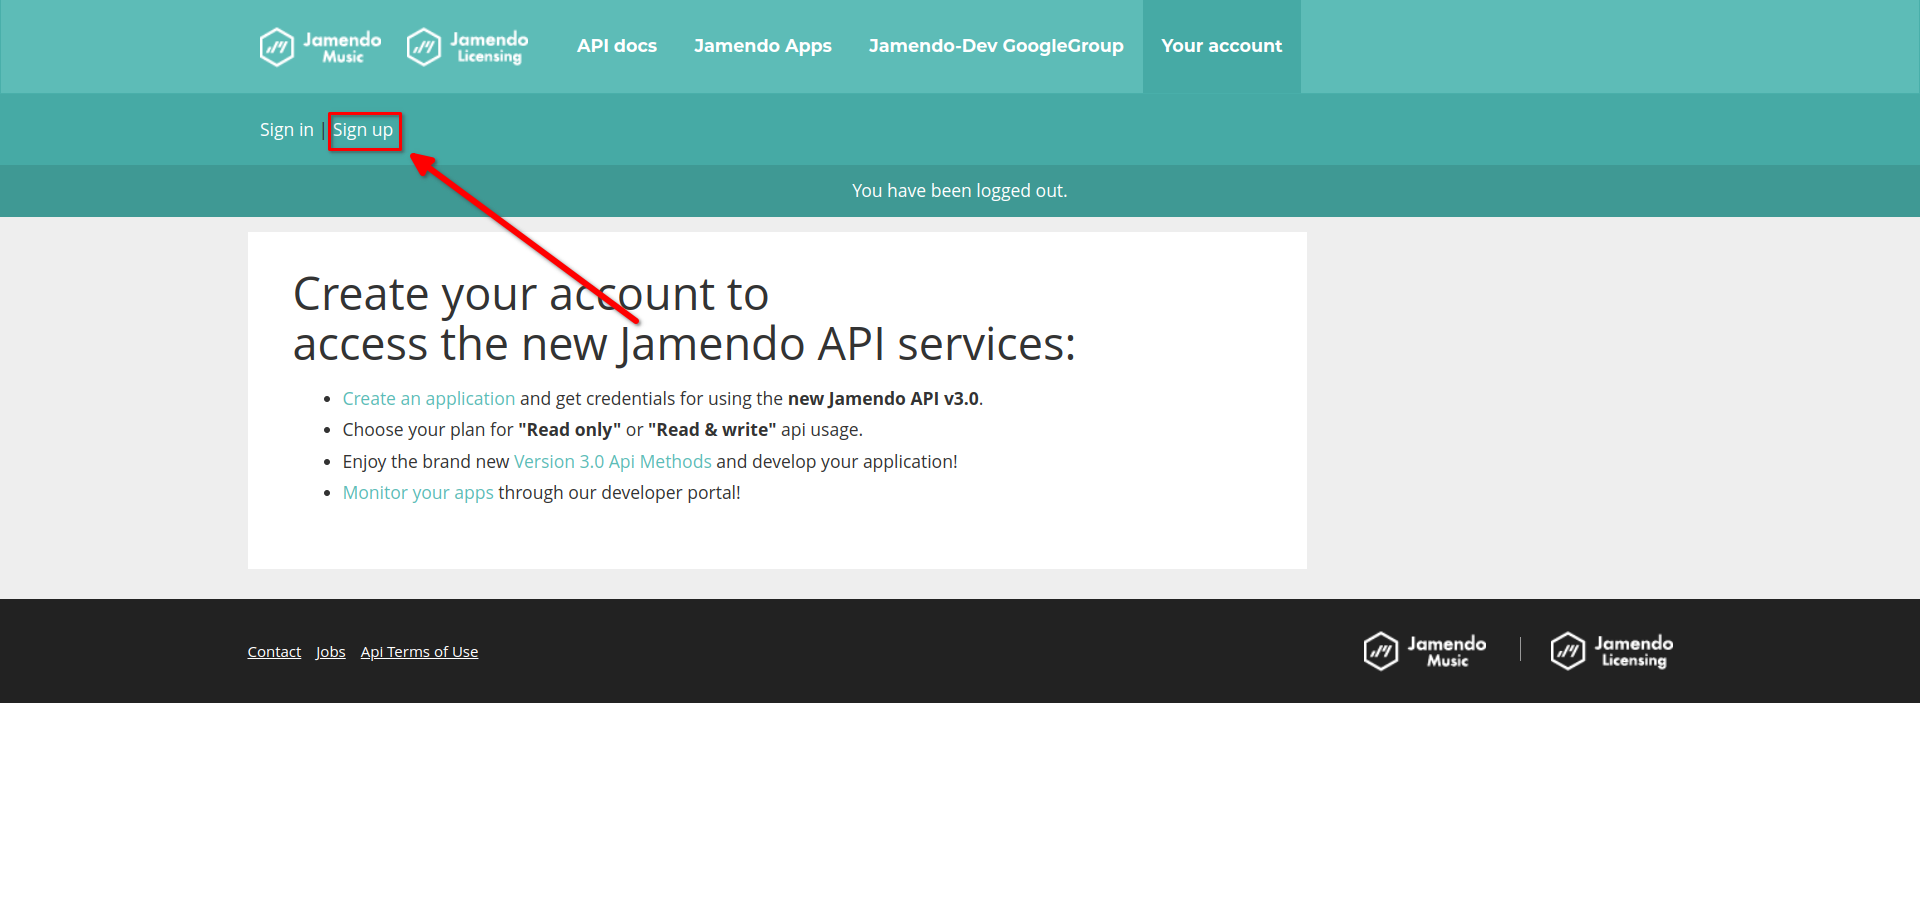 Jamendo Music
Jamendo Licensing
API docs
Jamendo Apps
Jamendo-Dev GoogleGroup
Your account
Sign in | Sign up
You have been logged out.
Create your account to
access the new Jamendo API services:
Create an application and get credentials for using the new Jamendo API v3.0.
Choose your plan for "Read only" or "Read & write" api usage.
Enjoy the brand new Version 3.0 Api Methods and develop your application!
Monitor your apps through our developer portal!
Contact
Jobs
Api Terms of Use
Jamendo Music
Jamendo Licensing